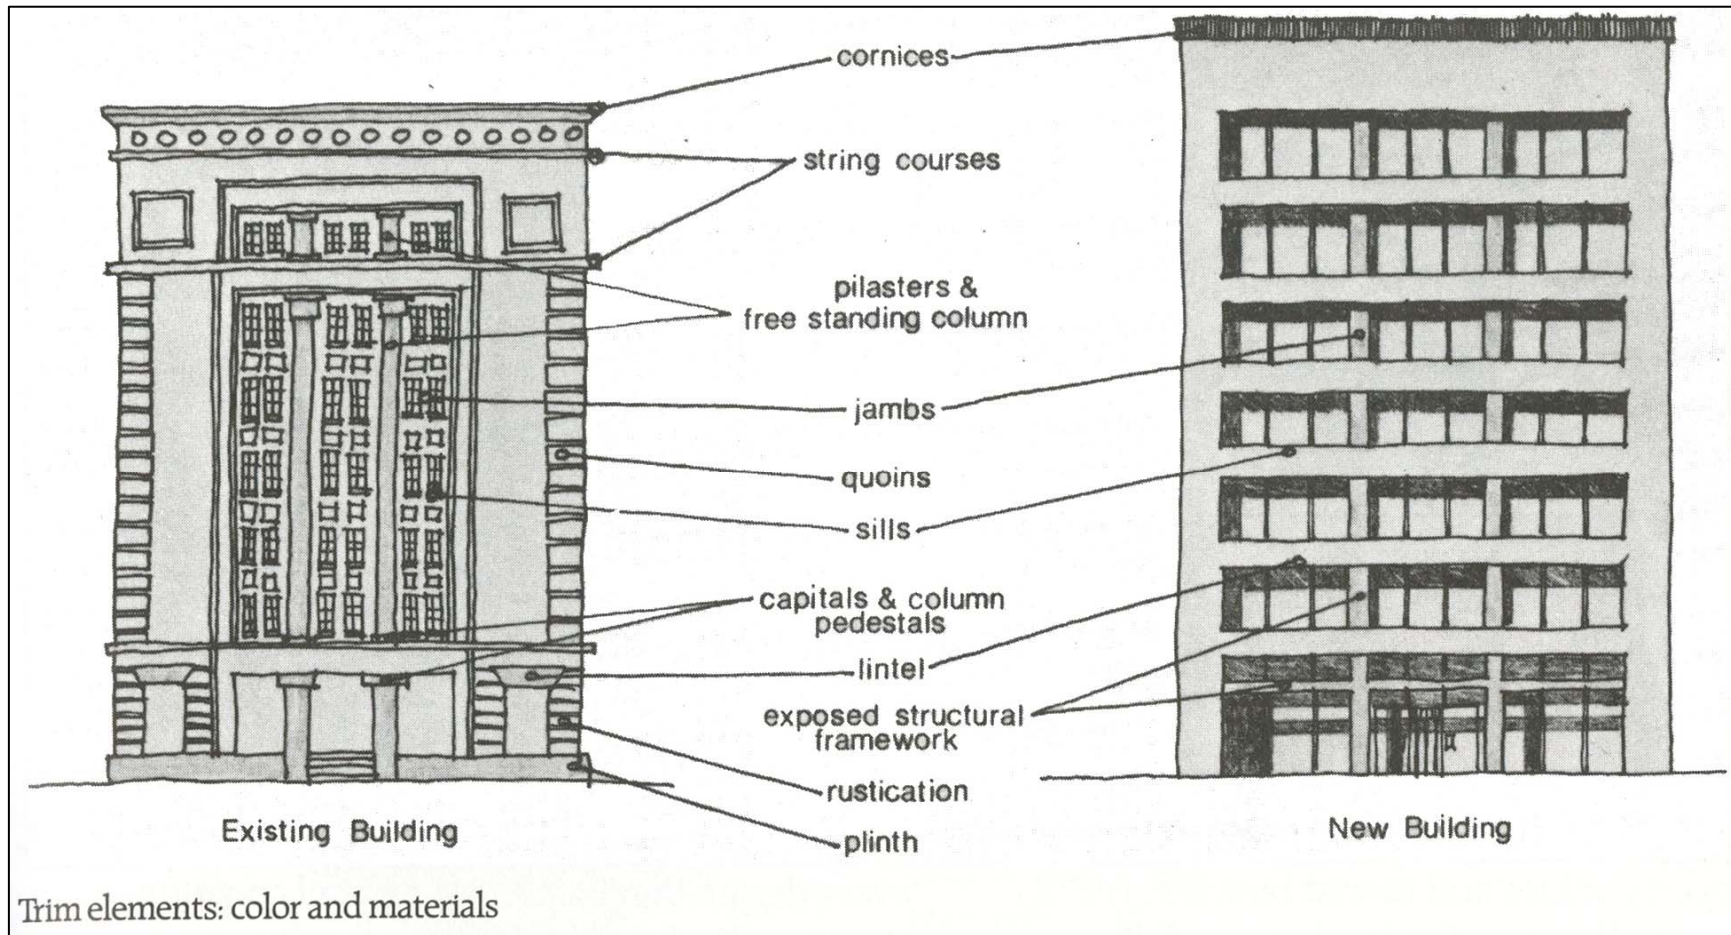 cornices
string courses
pilasters &
free standing column
jambs
quoins
sills
capitals & column
pedestals
lintel
exposed structural
framework
rustication
plinth
Existing Building
New Building
Trim elements: color and materials